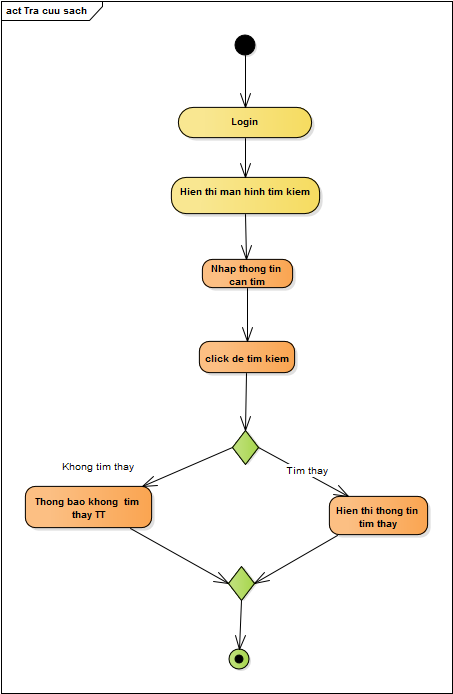 act Tra cuu sach
Login
Hien thi man hinh tim kiem
Nhap thong tin
can tim
click de tim kiem
Khong tim thay
Tim thay
Thong bao khong tim
thay TT
Hien thi thong tin
tim thay